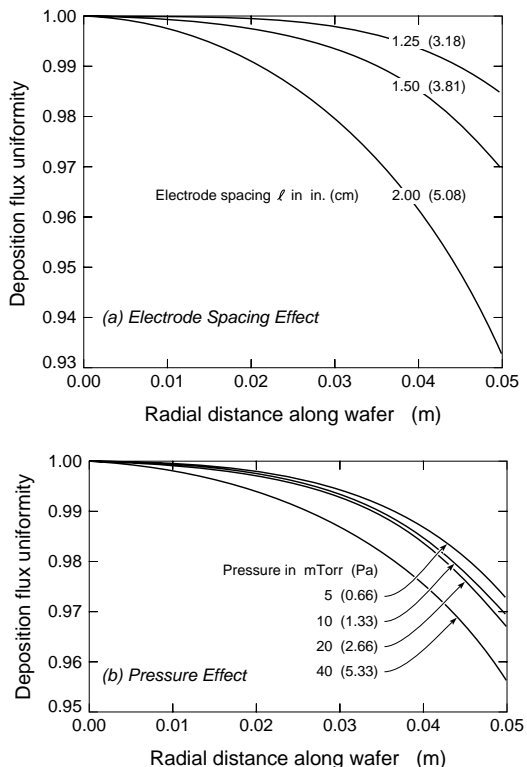 1.00
0.99
0.98
0.97
0.96
0.95
0.94
0.93
Deposition flux uniformity
1.25 (3.18)
1.50 (3.81)
Electrode spacing ℓ in in. (cm)
2.00 (5.08)
(a) Electrode Spacing Effect
0.00 0.01 0.02 0.03 0.04 0.05
Radial distance along wafer (m)
1.00
0.99
0.98
0.97
0.96
0.95
Deposition flux uniformity
Pressure in mTorr (Pa)
5 (0.66)
10 (1.33)
20 (2.66)
40 (5.33)
(b) Pressure Effect
0.00 0.01 0.02 0.03 0.04 0.05
Radial distance along wafer (m)